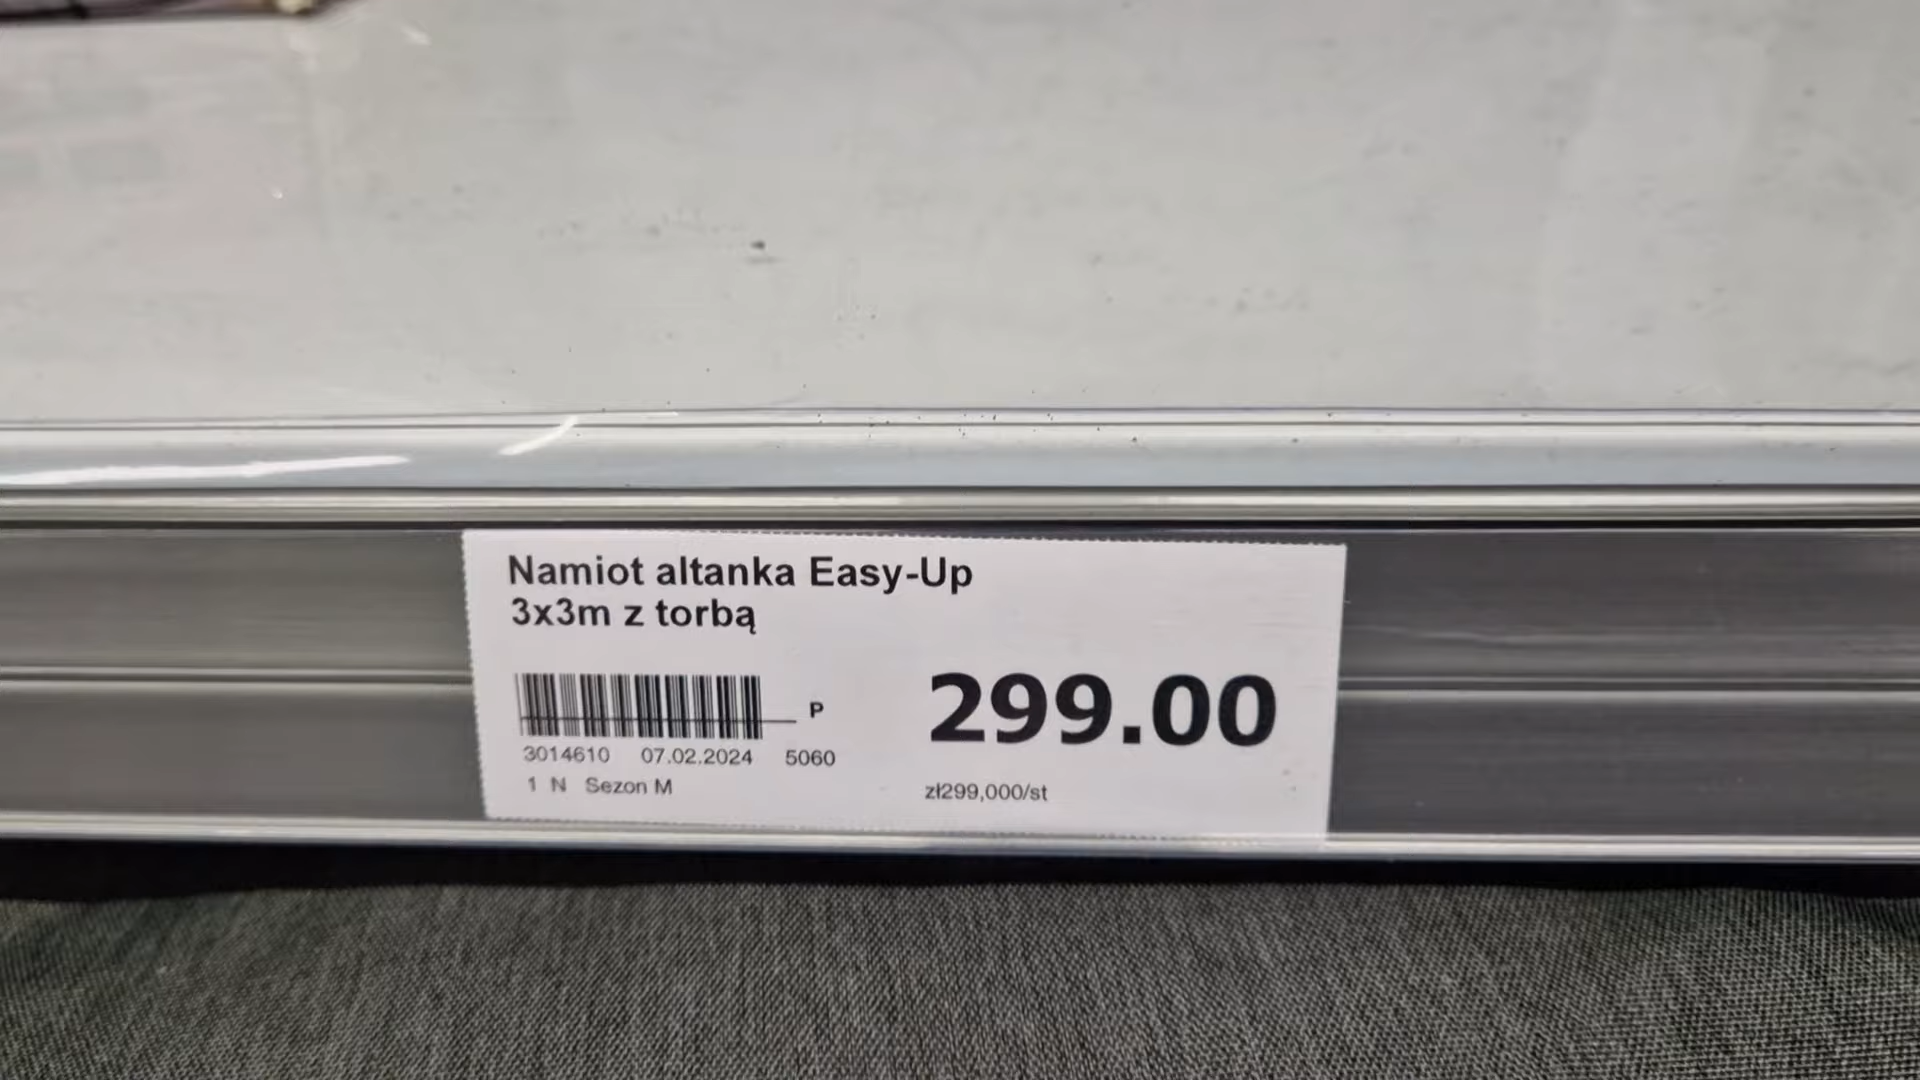 Namiot altanka Easy-Up
3x3m z torbą
P
299.00
3014610 07.02.2024 5060
1 N Sezon M
zł299,000/st